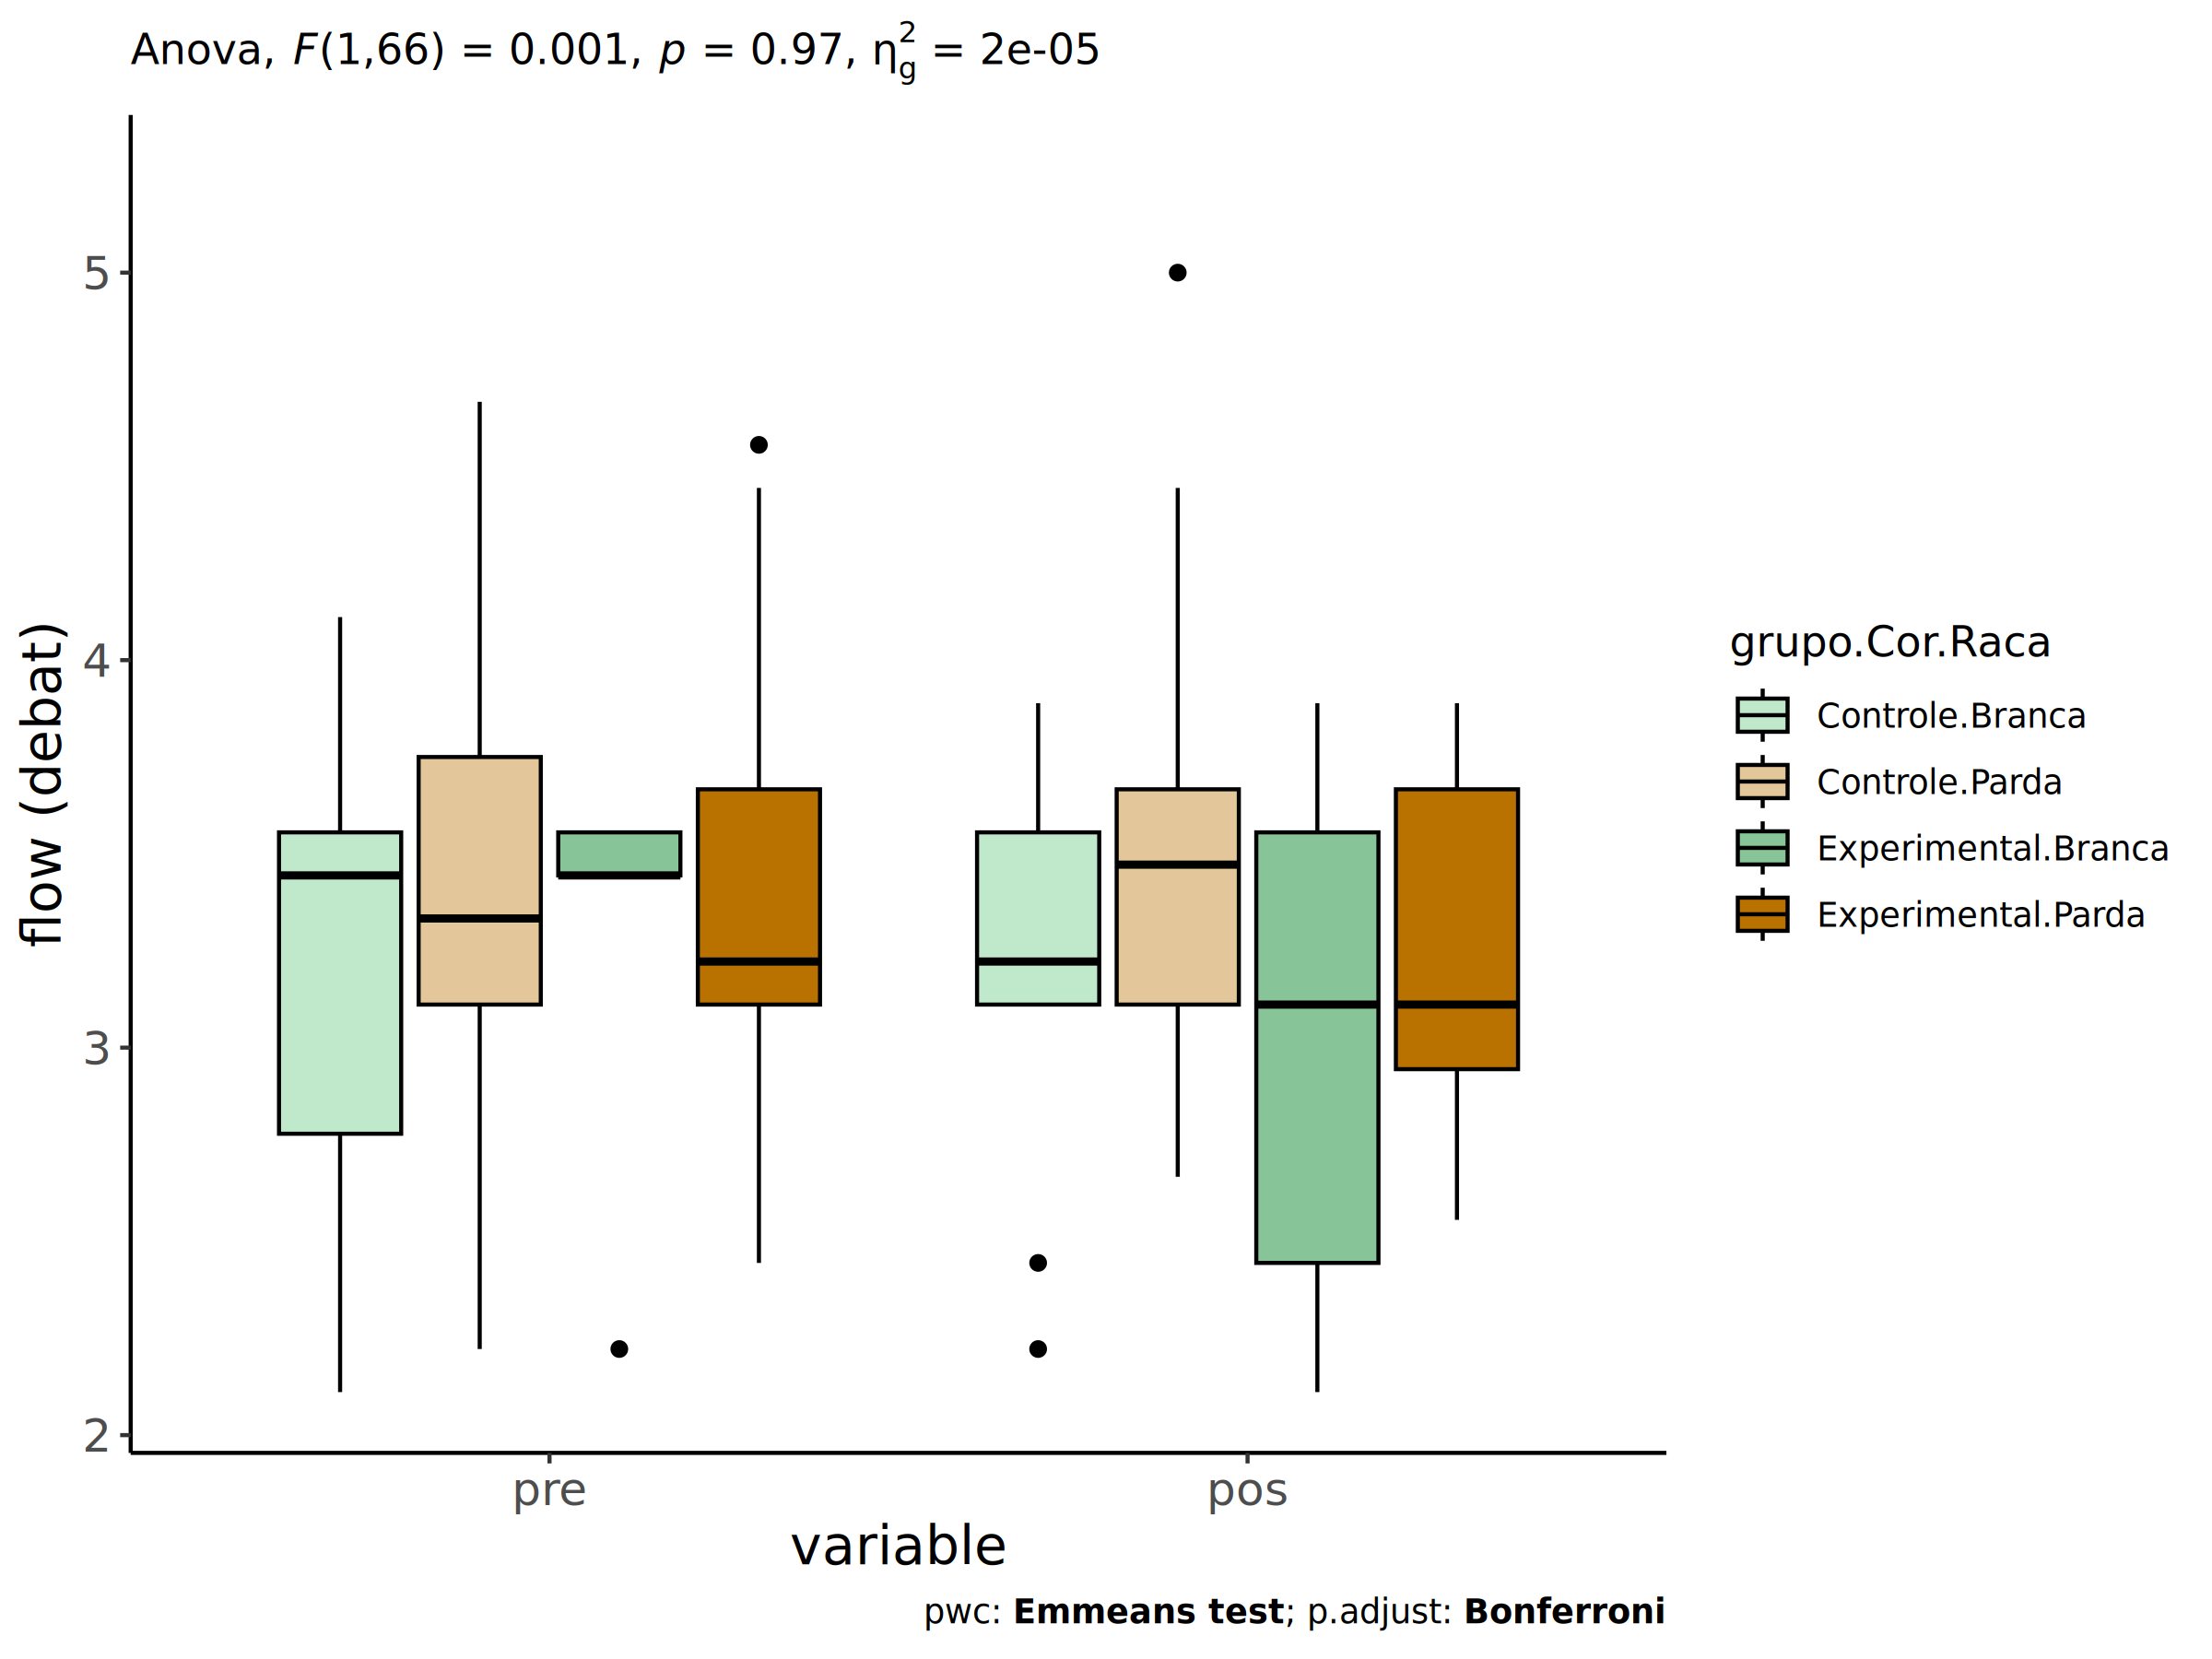 Anova, F(1,66) = 0.001, p = 0.97, η²g = 2e-05
flow (debat)
5
4
3
2
pre pos
variable
grupo.Cor.Raca
Controle.Branca
Controle.Parda
Experimental.Branca
Experimental.Parda
pwc: Emmeans test; p.adjust: Bonferroni